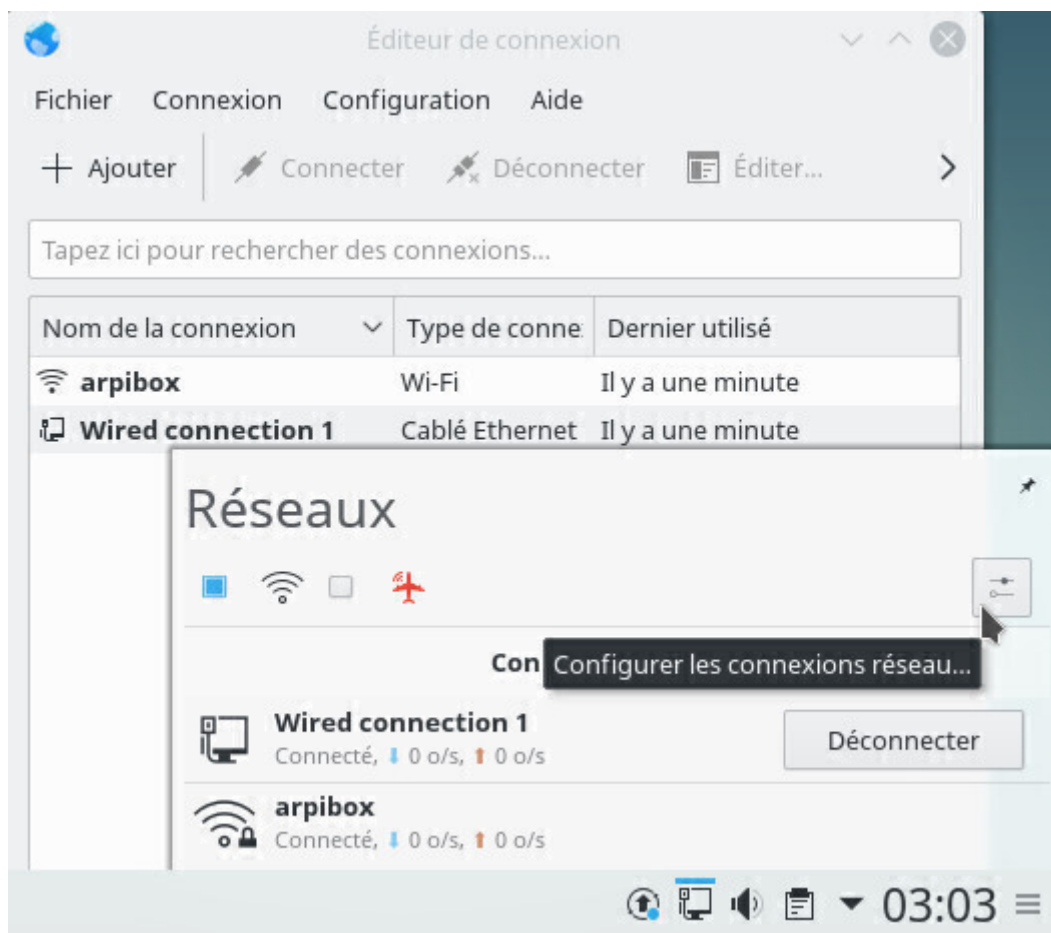 Éditeur de connexion
Fichier Connexion Configuration Aide
Ajouter Connecter Déconnecter Éditer...
Tapez ici pour rechercher des connexions...
Nom de la connexion Type de conne Dernier utilisé
arpibox Wi-Fi Il y a une minute
Wired connection 1 Cablé Ethernet Il y a une minute
Réseaux
Con
Configurer les connexions réseau...
Wired connection 1
Connecté, 0 o/s, 0 o/s
Déconnecter
arpibox
Connecté, 0 o/s, 0 o/s
03:03